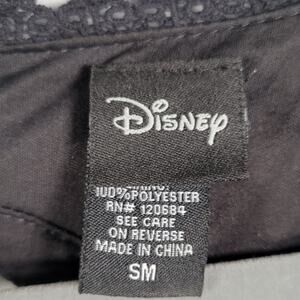 Disney
100% POLYESTER
RN# 120684
SEE CARE
ON REVERSE
MADE IN CHINA
SM